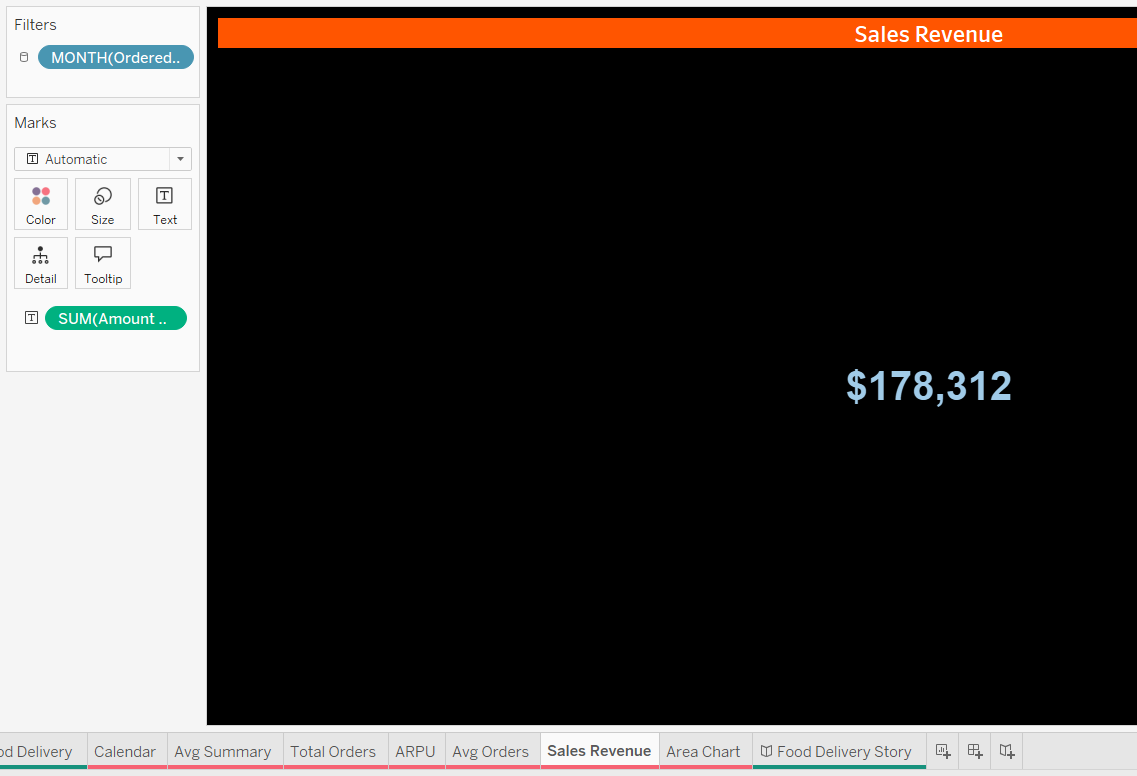 Filters
MONTH(Ordered..
Marks
Automatic
Color Size Text
Detail Tooltip
SUM(Amount ..
Sales Revenue
$178,312
od Delivery Calendar Avg Summary Total Orders ARPU Avg Orders Sales Revenue Area Chart Food Delivery Story